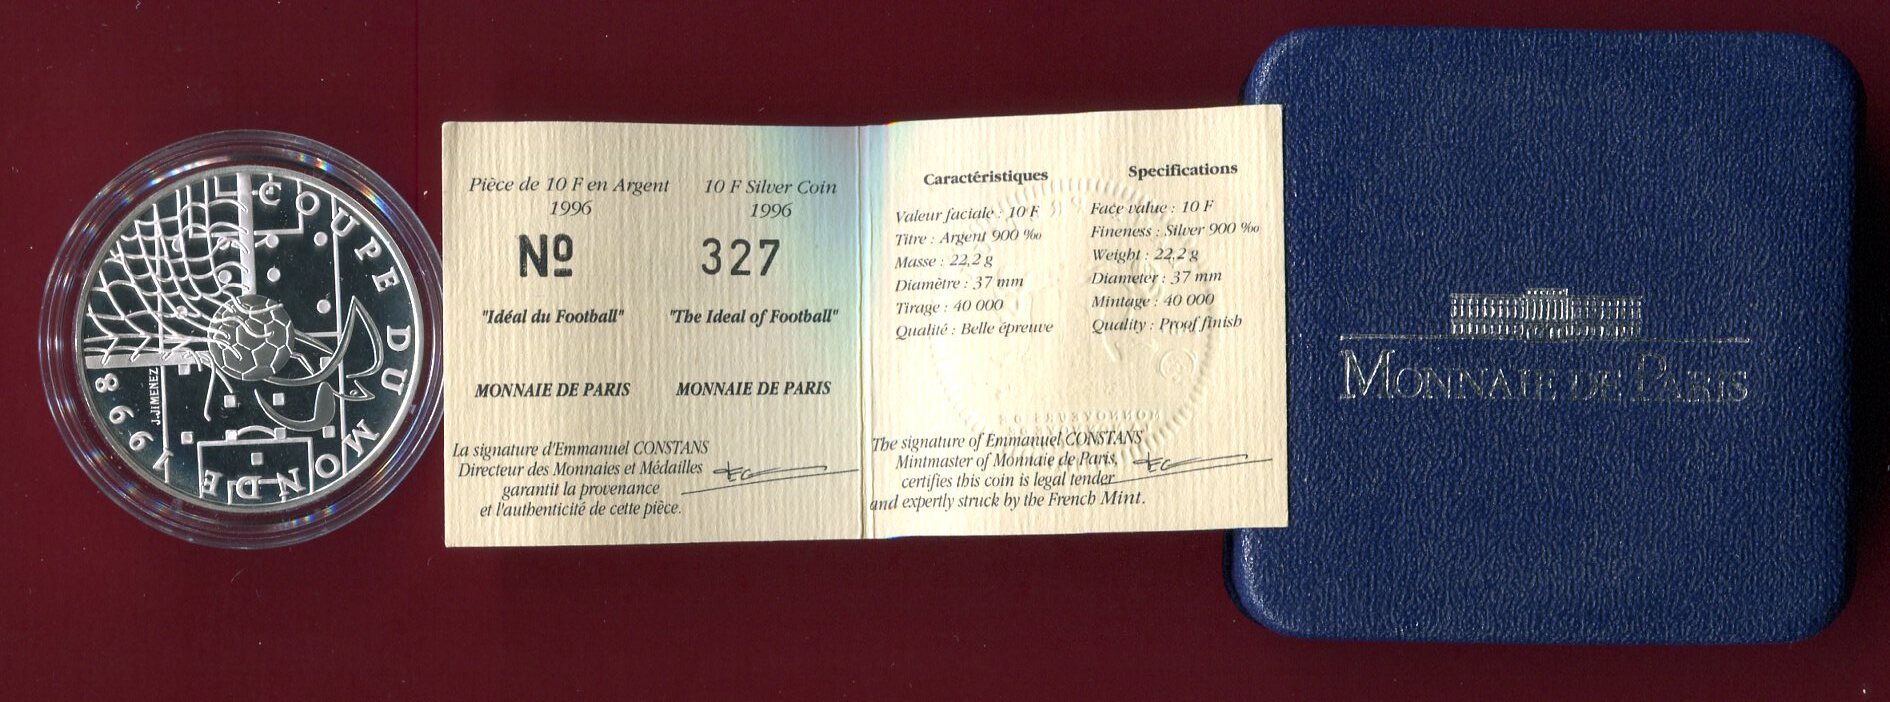 COUPE DU MONDE 1998
J.JIMENEZ
Pièce de 10 F en Argent
1996
10 F Silver Coin
1996
Nº 327
"Idéal du Football"
"The Ideal of Football"
MONNAIE DE PARIS
MONNAIE DE PARIS
La signature d'Emmanuel CONSTANS
Directeur des Monnaies et Médailles
garantit la provenance
et l'authenticité de cette pièce.
Caractéristiques
Valeur faciale : 10 F
Titre : Argent 900 ‰
Masse : 22,2 g
Diamètre : 37 mm
Tirage : 40 000
Qualité : Belle épreuve
Specifications
Face value : 10 F
Fineness : Silver 900 ‰
Weight : 22,2 g
Diameter : 37 mm
Mintage : 40 000
Quality : Proof finish
The signature of Emmanuel CONSTANS
Mintmaster of Monnaie de Paris,
certifies this coin is legal tender
and expertly struck by the French Mint.
MONNAIE DE PARIS